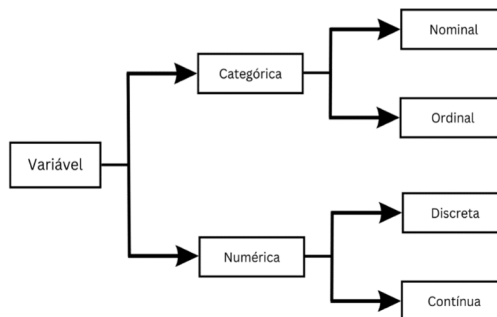 Variável
Categórica
Nominal
Ordinal
Numérica
Discreta
Contínua